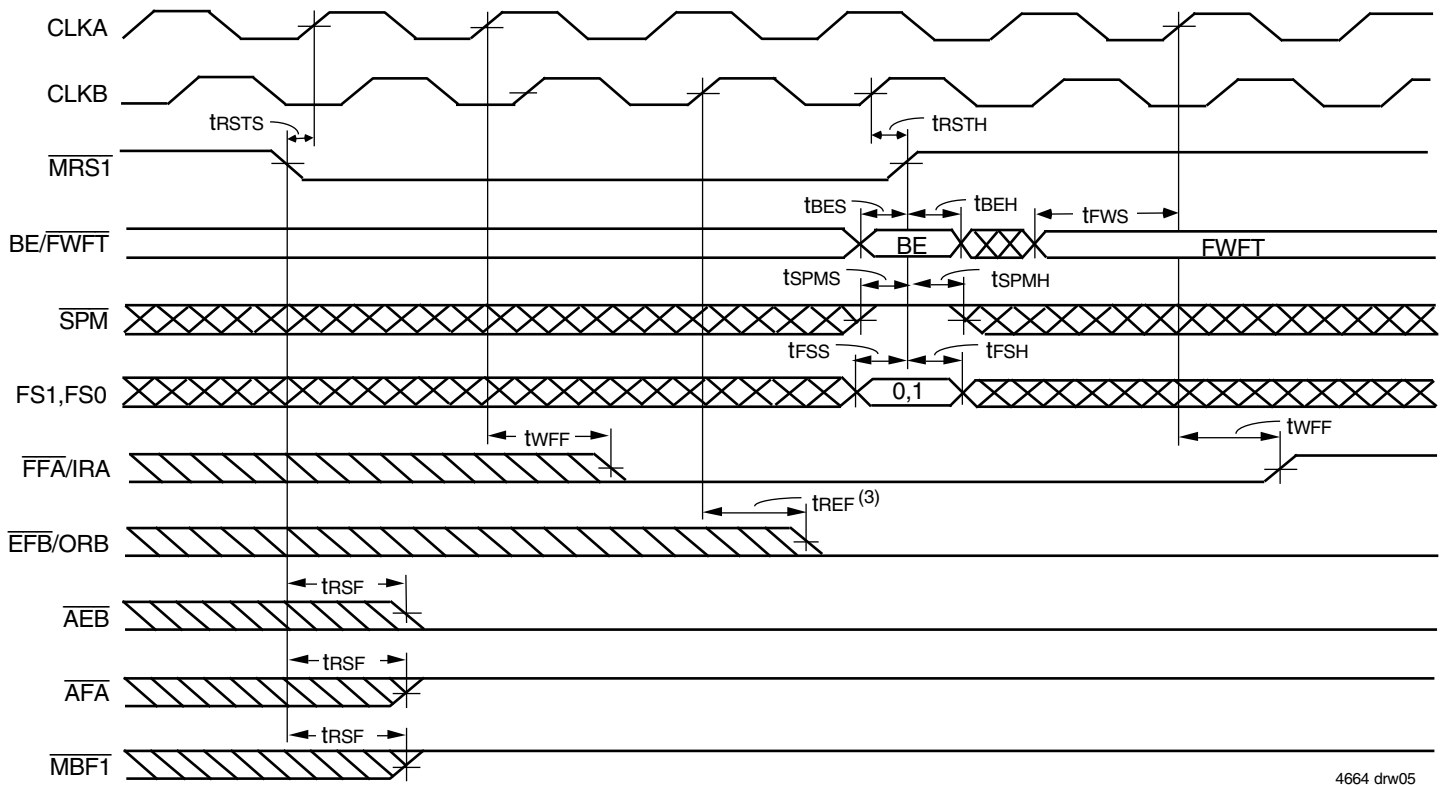 CLKA
CLKB
tRSTS
tRSTH
MRS1
tBES
tBEH
tFWS
BE/FWFT
BE
FWFT
tSPMS
tSPMH
SPM
tFSS
tFSH
FS1,FS0
0,1
tWFF
tWFF
FFA/IRA
tREF (3)
EFB/ORB
tRSF
AEB
tRSF
AFA
tRSF
MBF1
4664 drw05